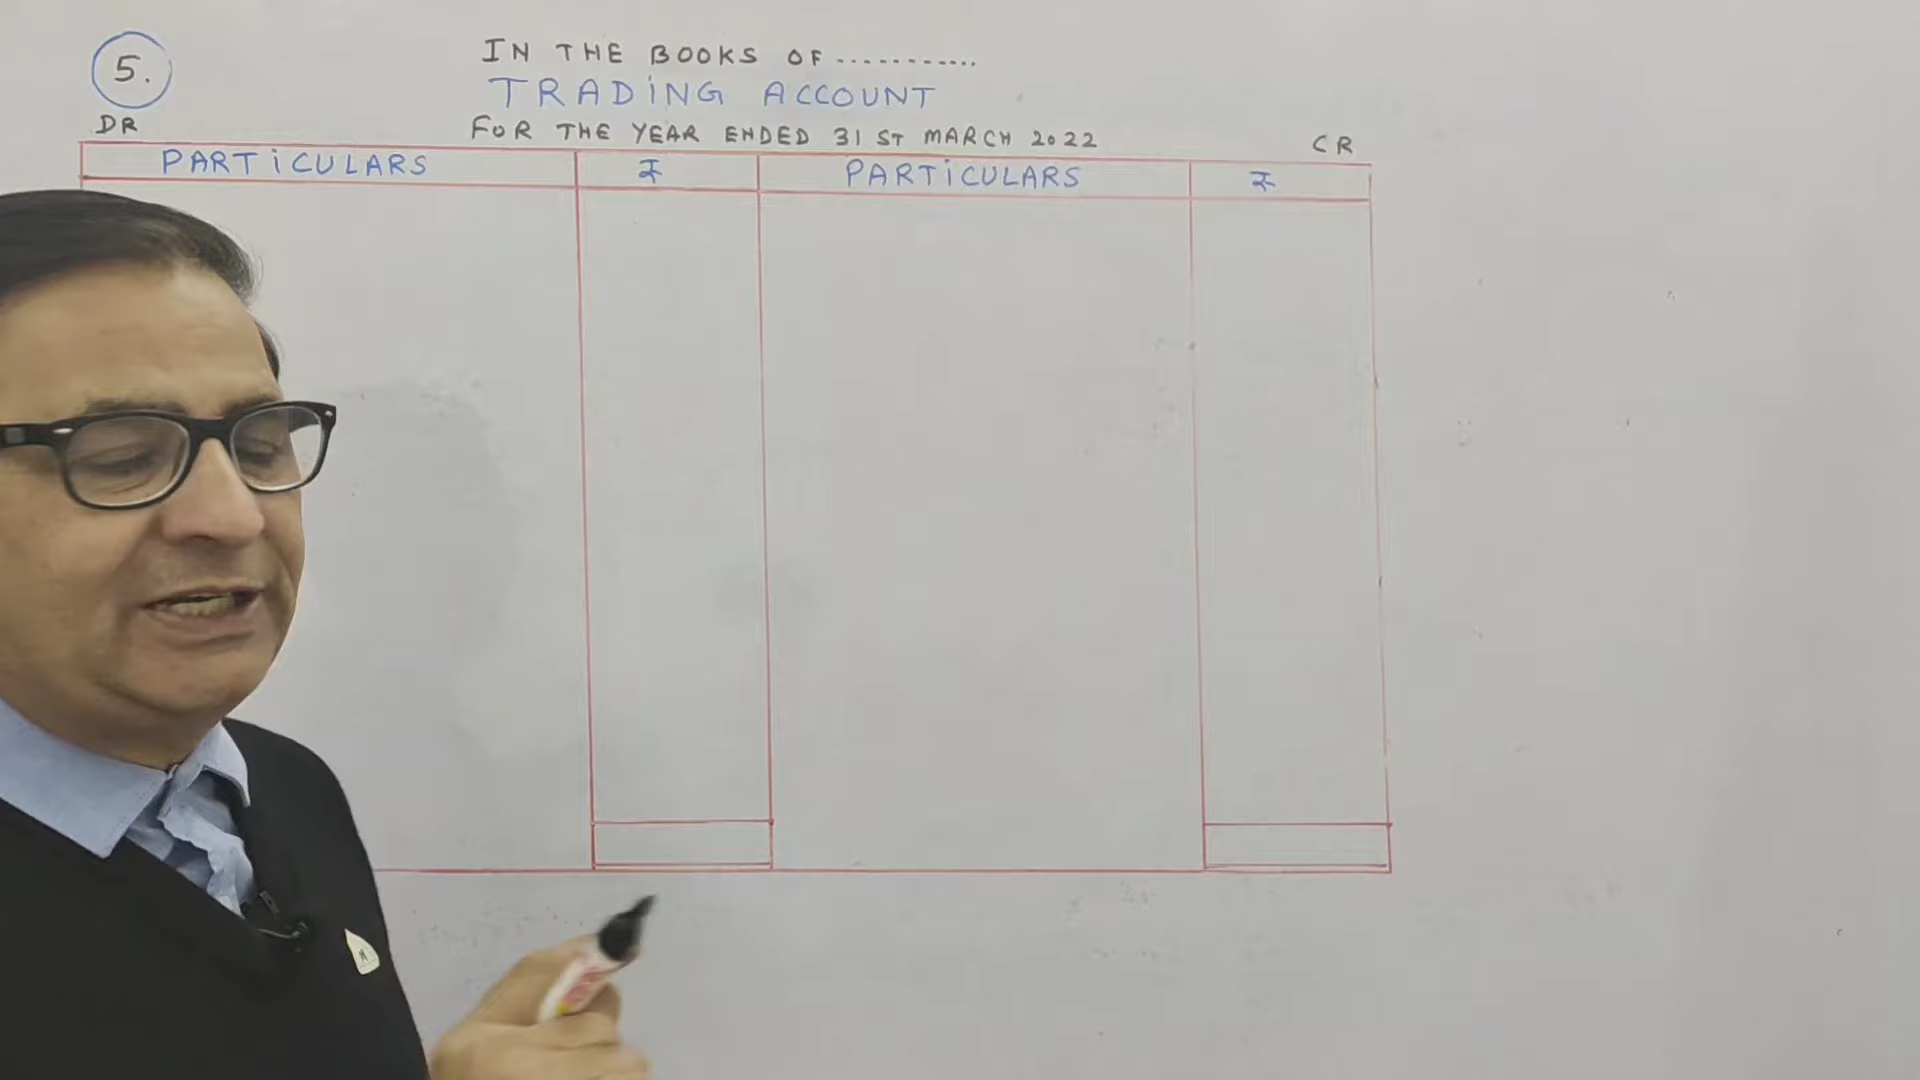 5.
IN THE BOOKS OF ............
TRADING ACCOUNT
DR
FOR THE YEAR ENDED 31 ST MARCH 2022
CR
PARTICULARS ₹ PARTICULARS ₹